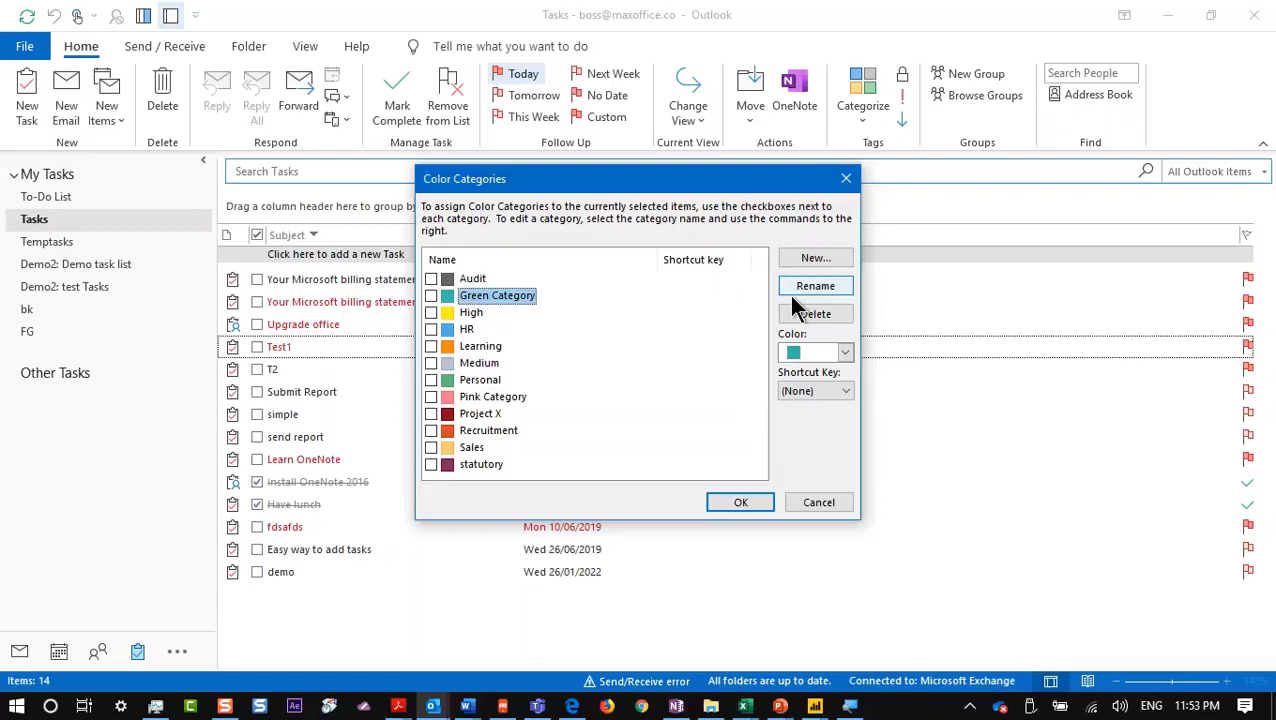 Tasks - boss@maxoffice.co - Outlook
File Home Send / Receive Folder View Help Tell me what you want to do
New Task
New Email
New Items
Delete
Reply
Reply All
Forward
Mark Complete
Remove from List
Today Next Week
Tomorrow No Date
This Week Custom
Change View
Move
OneNote
Categorize
New Group
Browse Groups
Search People
Address Book
New Delete Respond Manage Task Follow Up Current View Actions Tags Groups Find
My Tasks
To-Do List
Tasks
Temptasks
Demo2: Demo task list
Demo2: test Tasks
bk
FG
Other Tasks
Search Tasks
All Outlook Items
Drag a column header here to group by
Subject
Click here to add a new Task
Your Microsoft billing stateme
Your Microsoft billing statemer
Upgrade office
Test1
T2
Submit Report
simple
send report
Learn OneNote
Install OneNote 2016
Have lunch
fdsafds Mon 10/06/2019
Easy way to add tasks Wed 26/06/2019
demo Wed 26/01/2022
Color Categories
To assign Color Categories to the currently selected items, use the checkboxes next to
each category. To edit a category, select the category name and use the commands to the
right.
Name Shortcut key
Audit
Green Category
High
HR
Learning
Medium
Personal
Pink Category
Project X
Recruitment
Sales
statutory
New...
Rename
Color:
Shortcut Key:
(None)
OK Cancel
Items: 14 Send/Receive error All folders are up to date. Connected to: Microsoft Exchange
11:53 PM